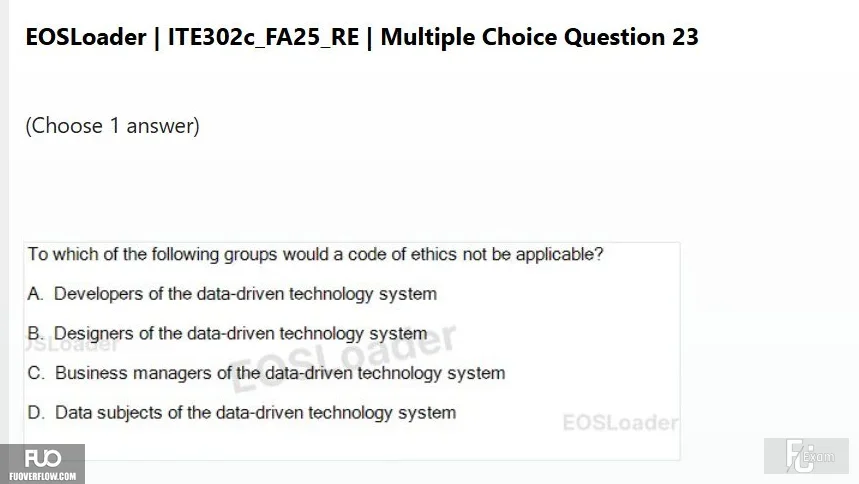 EOSLoader | ITE302c_FA25_RE | Multiple Choice Question 23
(Choose 1 answer)
To which of the following groups would a code of ethics not be applicable?
A. Developers of the data-driven technology system
B. Designers of the data-driven technology system
JSLoader
C. Business managers of the data-driven technology system
EOSLoader
D. Data subjects of the data-driven technology system
EOSLoader
FUO
FUOVERFLOW.COM
Exam